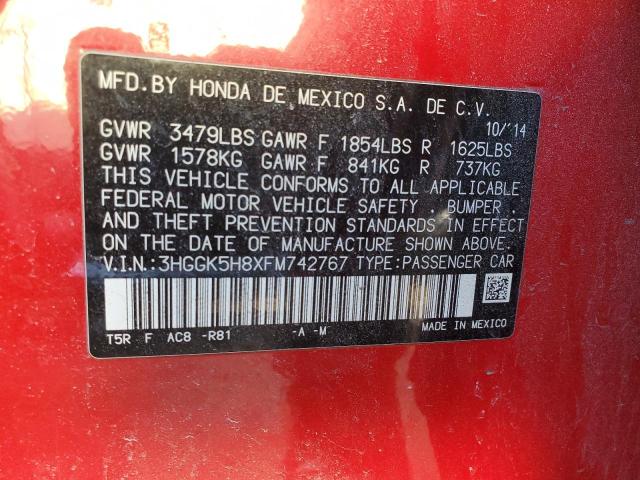 MFD.BY HONDA DE MEXICO S.A. DE C.V.
10/'14
GVWR 3479LBS GAWR F 1854LBS R 1625LBS
GVWR 1578KG GAWR F 841KG R 737KG
THIS VEHICLE CONFORMS TO ALL APPLICABLE
FEDERAL MOTOR VEHICLE SAFETY , BUMPER ,
AND THEFT PREVENTION STANDARDS IN EFFECT
ON THE DATE OF MANUFACTURE SHOWN ABOVE.
V.I.N.:3HGGK5H8XFM742767 TYPE:PASSENGER CAR
T5R F AC8 -R81 -A -M MADE IN MEXICO